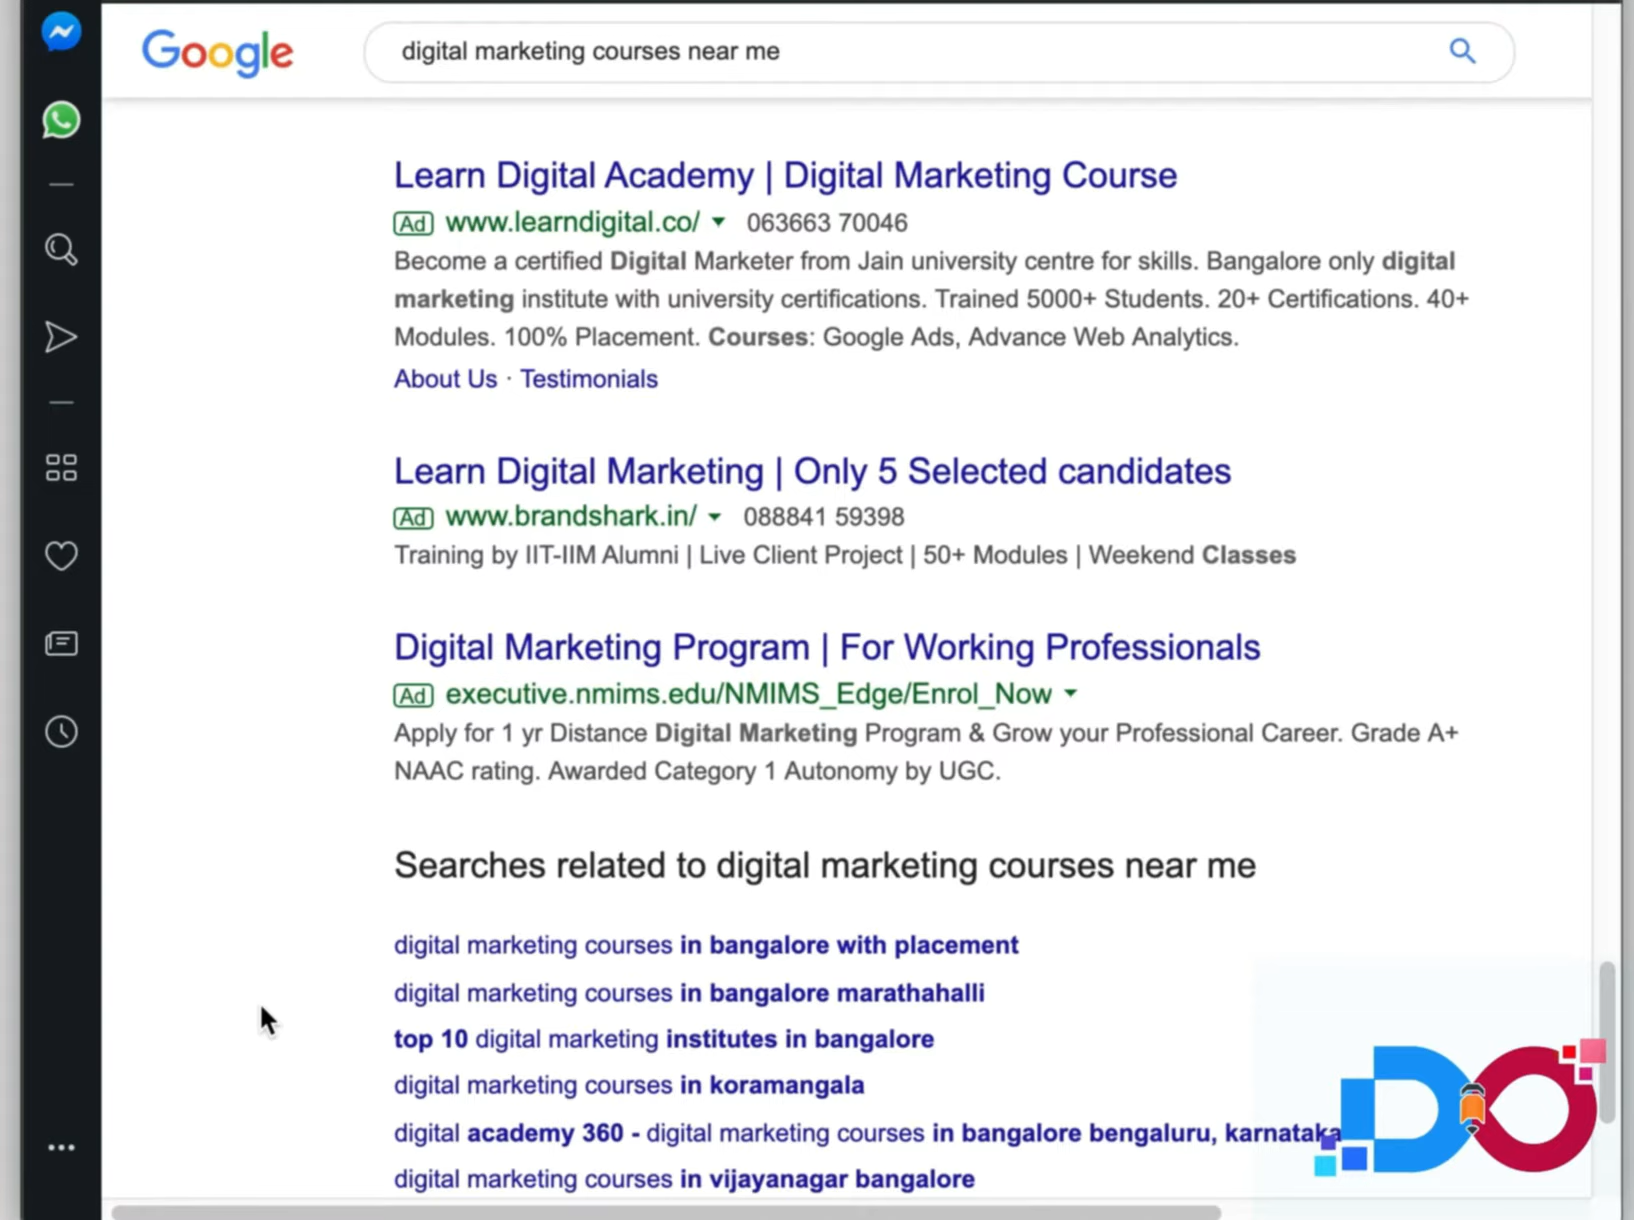 Google
digital marketing courses near me
Learn Digital Academy | Digital Marketing Course
Ad www.learndigital.co/ 063663 70046
Become a certified Digital Marketer from Jain university centre for skills. Bangalore only digital
marketing institute with university certifications. Trained 5000+ Students. 20+ Certifications. 40+
Modules. 100% Placement. Courses: Google Ads, Advance Web Analytics.
About Us · Testimonials
Learn Digital Marketing | Only 5 Selected candidates
Ad www.brandshark.in/ 088841 59398
Training by IIT-IIM Alumni | Live Client Project | 50+ Modules | Weekend Classes
Digital Marketing Program | For Working Professionals
Ad executive.nmims.edu/NMIMS_Edge/Enrol_Now
Apply for 1 yr Distance Digital Marketing Program & Grow your Professional Career. Grade A+
NAAC rating. Awarded Category 1 Autonomy by UGC.
Searches related to digital marketing courses near me
digital marketing courses in bangalore with placement
digital marketing courses in bangalore marathahalli
top 10 digital marketing institutes in bangalore
digital marketing courses in koramangala
digital academy 360 - digital marketing courses in bangalore bengaluru, karnataka
digital marketing courses in vijayanagar bangalore